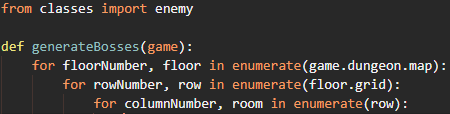 from classes import enemy
def generateBosses(game):
    for floorNumber, floor in enumerate(game.dungeon.map):
        for rowNumber, row in enumerate(floor.grid):
            for columnNumber, room in enumerate(row):